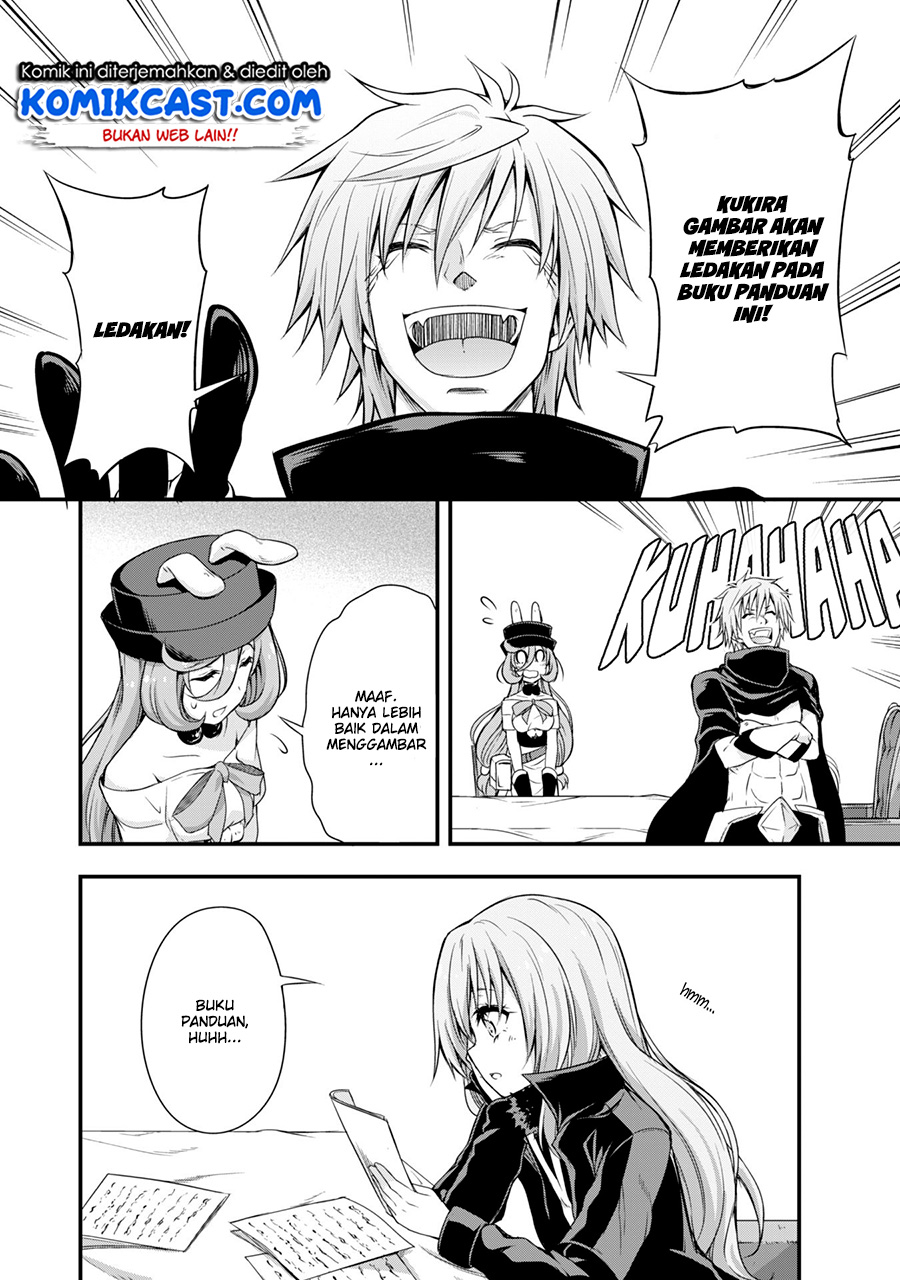 Komik ini diterjemahkan & diedit oleh
KOMIKCAST.COM
BUKAN WEB LAIN!!
KUKIRA
GAMBAR AKAN
MEMBERIKAN
LEDAKAN PADA
BUKU PANDUAN
INI!
LEDAKAN!
KUHAHAHA
MAAF.
HANYA LEBIH
BAIK DALAM
MENGGAMBAR
...
hmm...
BUKU
PANDUAN,
HUHH...